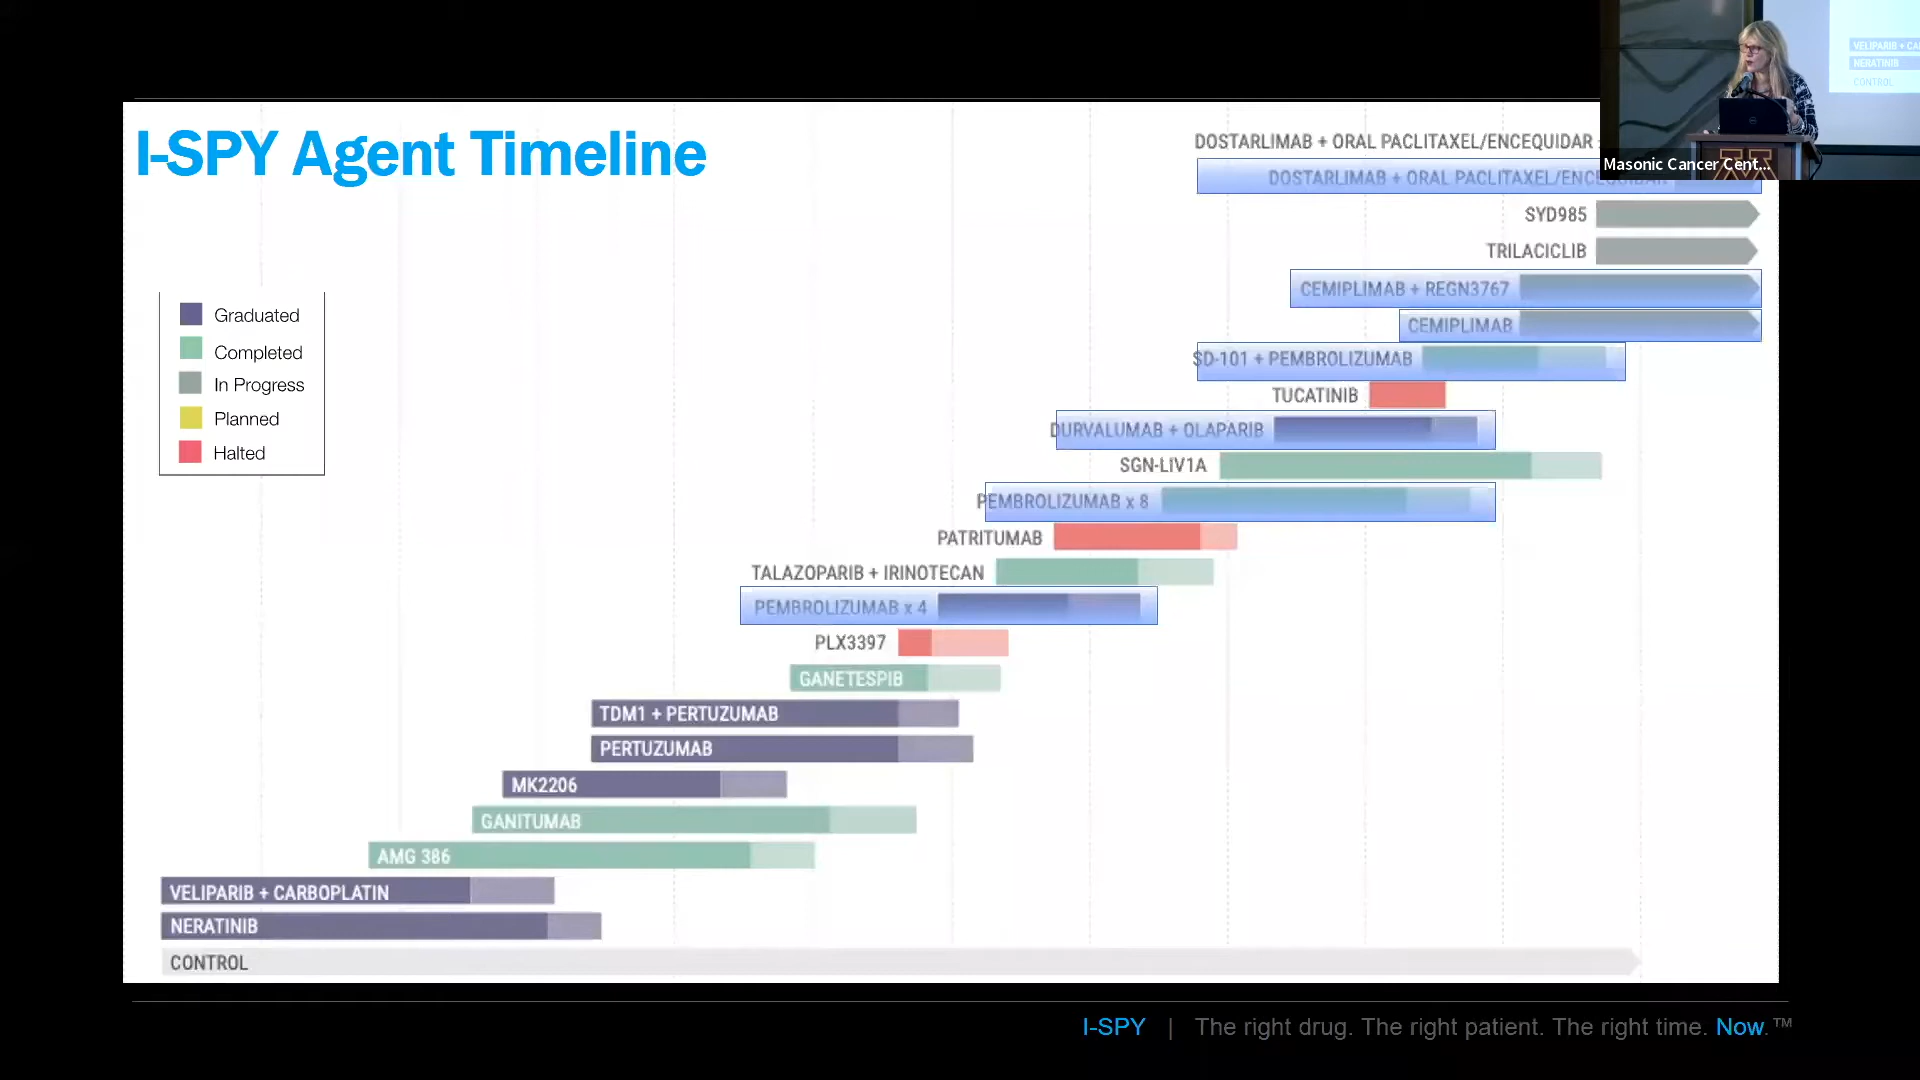 I-SPY Agent Timeline
Graduated
Completed
In Progress
Planned
Halted
DOSTARLIMAB + ORAL PACLITAXEL/ENCEQUIDAR
DOSTARLIMAB + ORAL PACLITAXEL/ENCEQUIDAR
SYD985
TRILACICLIB
CEMIPLIMAB + REGN3767
CEMIPLIMAB
SD-101 + PEMBROLIZUMAB
TUCATINIB
DURVALUMAB + OLAPARIB
SGN-LIV1A
PEMBROLIZUMAB x 8
PATRITUMAB
TALAZOPARIB + IRINOTECAN
PEMBROLIZUMAB x 4
PLX3397
GANETESPIB
TDM1 + PERTUZUMAB
PERTUZUMAB
MK2206
GANITUMAB
AMG 386
VELIPARIB + CARBOPLATIN
NERATINIB
CONTROL
I-SPY | The right drug. The right patient. The right time. Now.™
VELIPARIB + CA
NERATINIB
CONTROL
Masonic Cancer Cent...